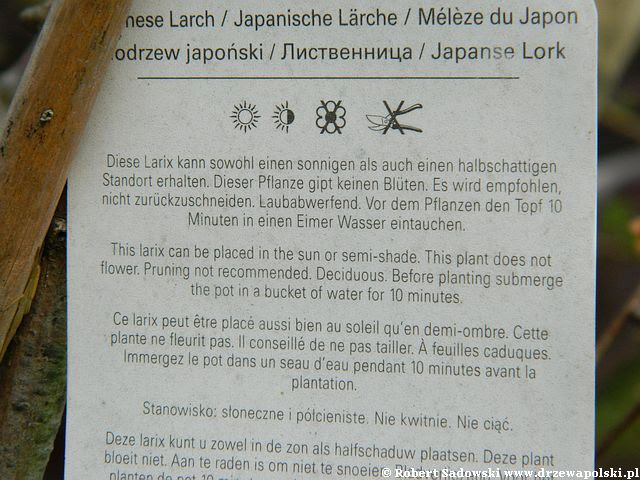 nese Larch / Japanische Lärche / Mélèze du Japon
odrzew japoński / Лиственница / Japanse Lork
Diese Larix kann sowohl einen sonnigen als auch einen halbschattigen
Standort erhalten. Dieser Pflanze gipt keinen Blüten. Es wird empfohlen,
nicht zurückzuschneiden. Laubabwerfend. Vor dem Pflanzen den Topf 10
Minuten in einen Eimer Wasser eintauchen.
This larix can be placed in the sun or semi-shade. This plant does not
flower. Pruning not recommended. Deciduous. Before planting submerge
the pot in a bucket of water for 10 minutes.
Ce larix peut être placé aussi bien au soleil qu'en demi-ombre. Cette
plante ne fleurit pas. Il conseillé de ne pas tailler. À feuilles caduques.
Immergez le pot dans un seau d'eau pendant 10 minutes avant la
plantation.
Stanowisko: słoneczne i półcieniste. Nie kwitnie. Nie ciąć.
Deze larix kunt u zowel in de zon als halfschaduw plaatsen. Deze plant
bloeit niet. Aan te raden is om niet te snoeien.
planten de pot 10
© Robert Sadowski www.drzewapolski.pl